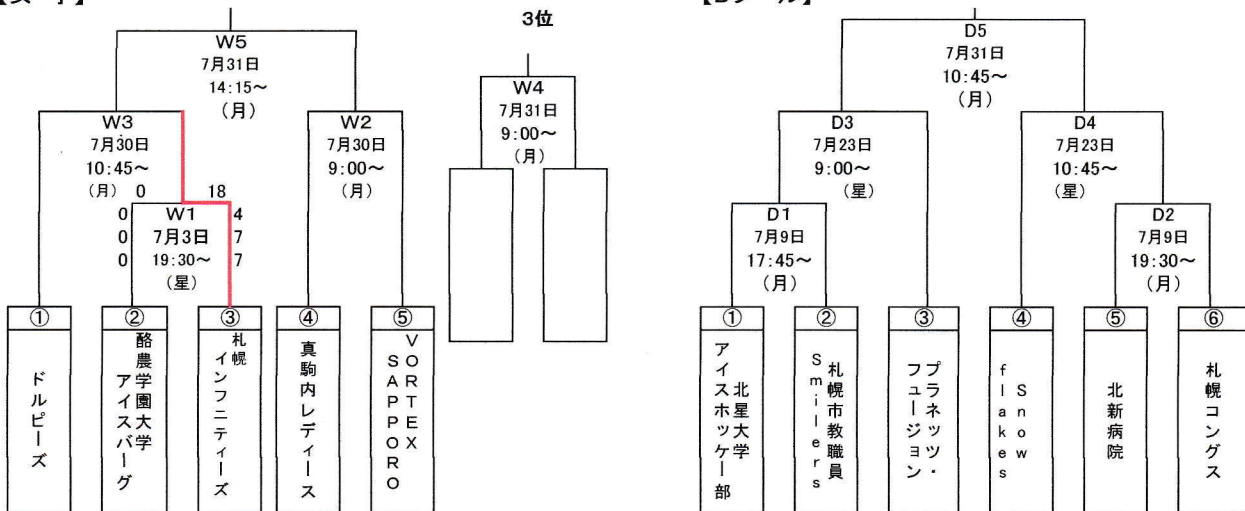 3位
W5
7月31日
14:15～
(月)
W4
7月31日
9:00～
(月)
W3
7月30日
10:45～
(月)
W2
7月30日
9:00～
(月)
0 18
0 4
0 7
0 7
W1
7月3日
19:30～
(星)
①
ドルピーズ
②
酪農学園大学
アイスバーグ
③
札幌
インフニティーズ
④
真駒内レディース
⑤
VORTEX
SAPPORO
D5
7月31日
10:45～
(月)
D3
7月23日
9:00～
(星)
D4
7月23日
10:45～
(星)
D1
7月9日
17:45～
(月)
D2
7月9日
19:30～
(月)
①
北星大学
アイスホッケー部
②
札幌市教職員
Smilers
③
プラネッツ・
フュージョン
④
Snow
flakes
⑤
北新病院
⑥
札幌コングス